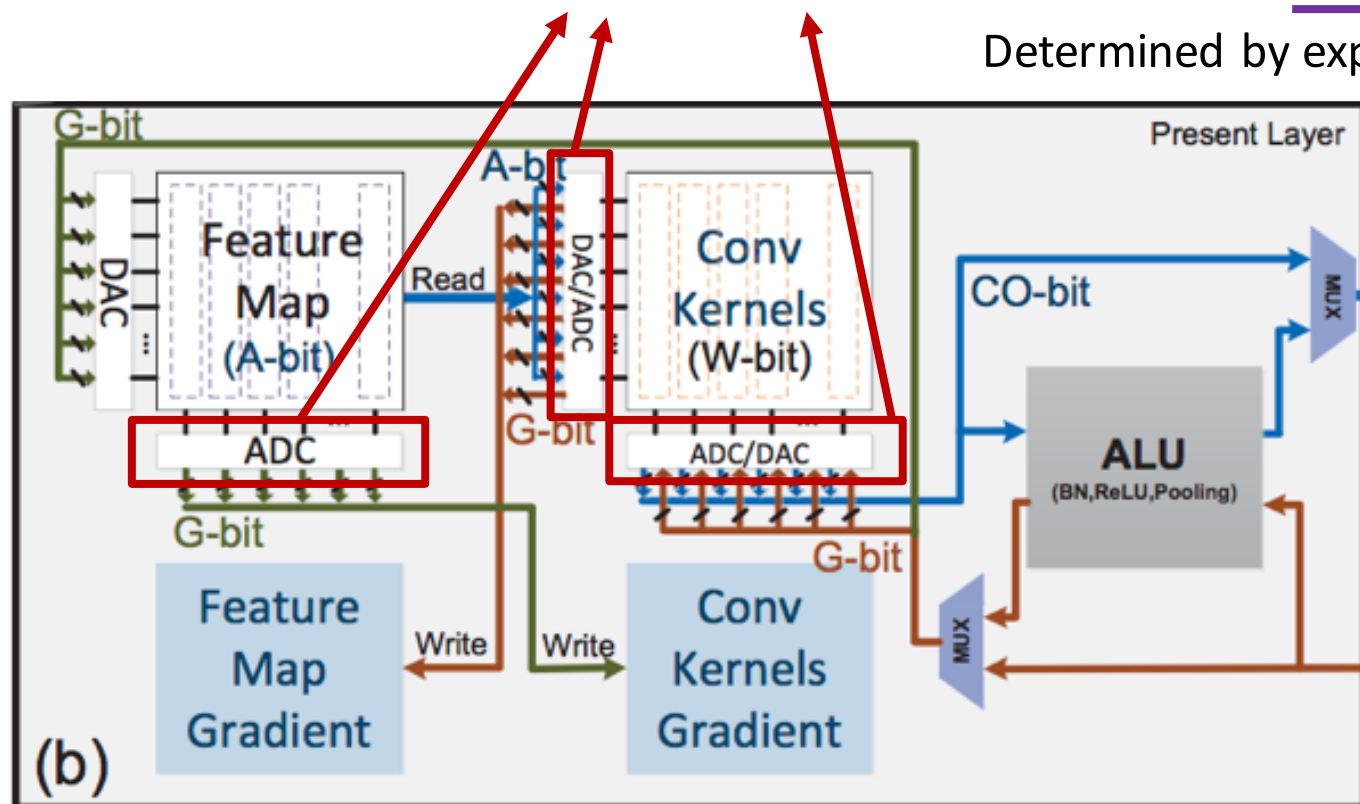 Determined by exp
G-bit
Present Layer
A-bit
DAC
Feature
Map
(A-bit)
...
Read
DAC/ADC
...
Conv
Kernels
(W-bit)
CO-bit
MUX
...
ADC
G-bit
...
ADC/DAC
ALU
(BN,ReLU,Pooling)
G-bit
G-bit
Feature
Map
Gradient
Write
Write
Conv
Kernels
Gradient
MUX
(b)